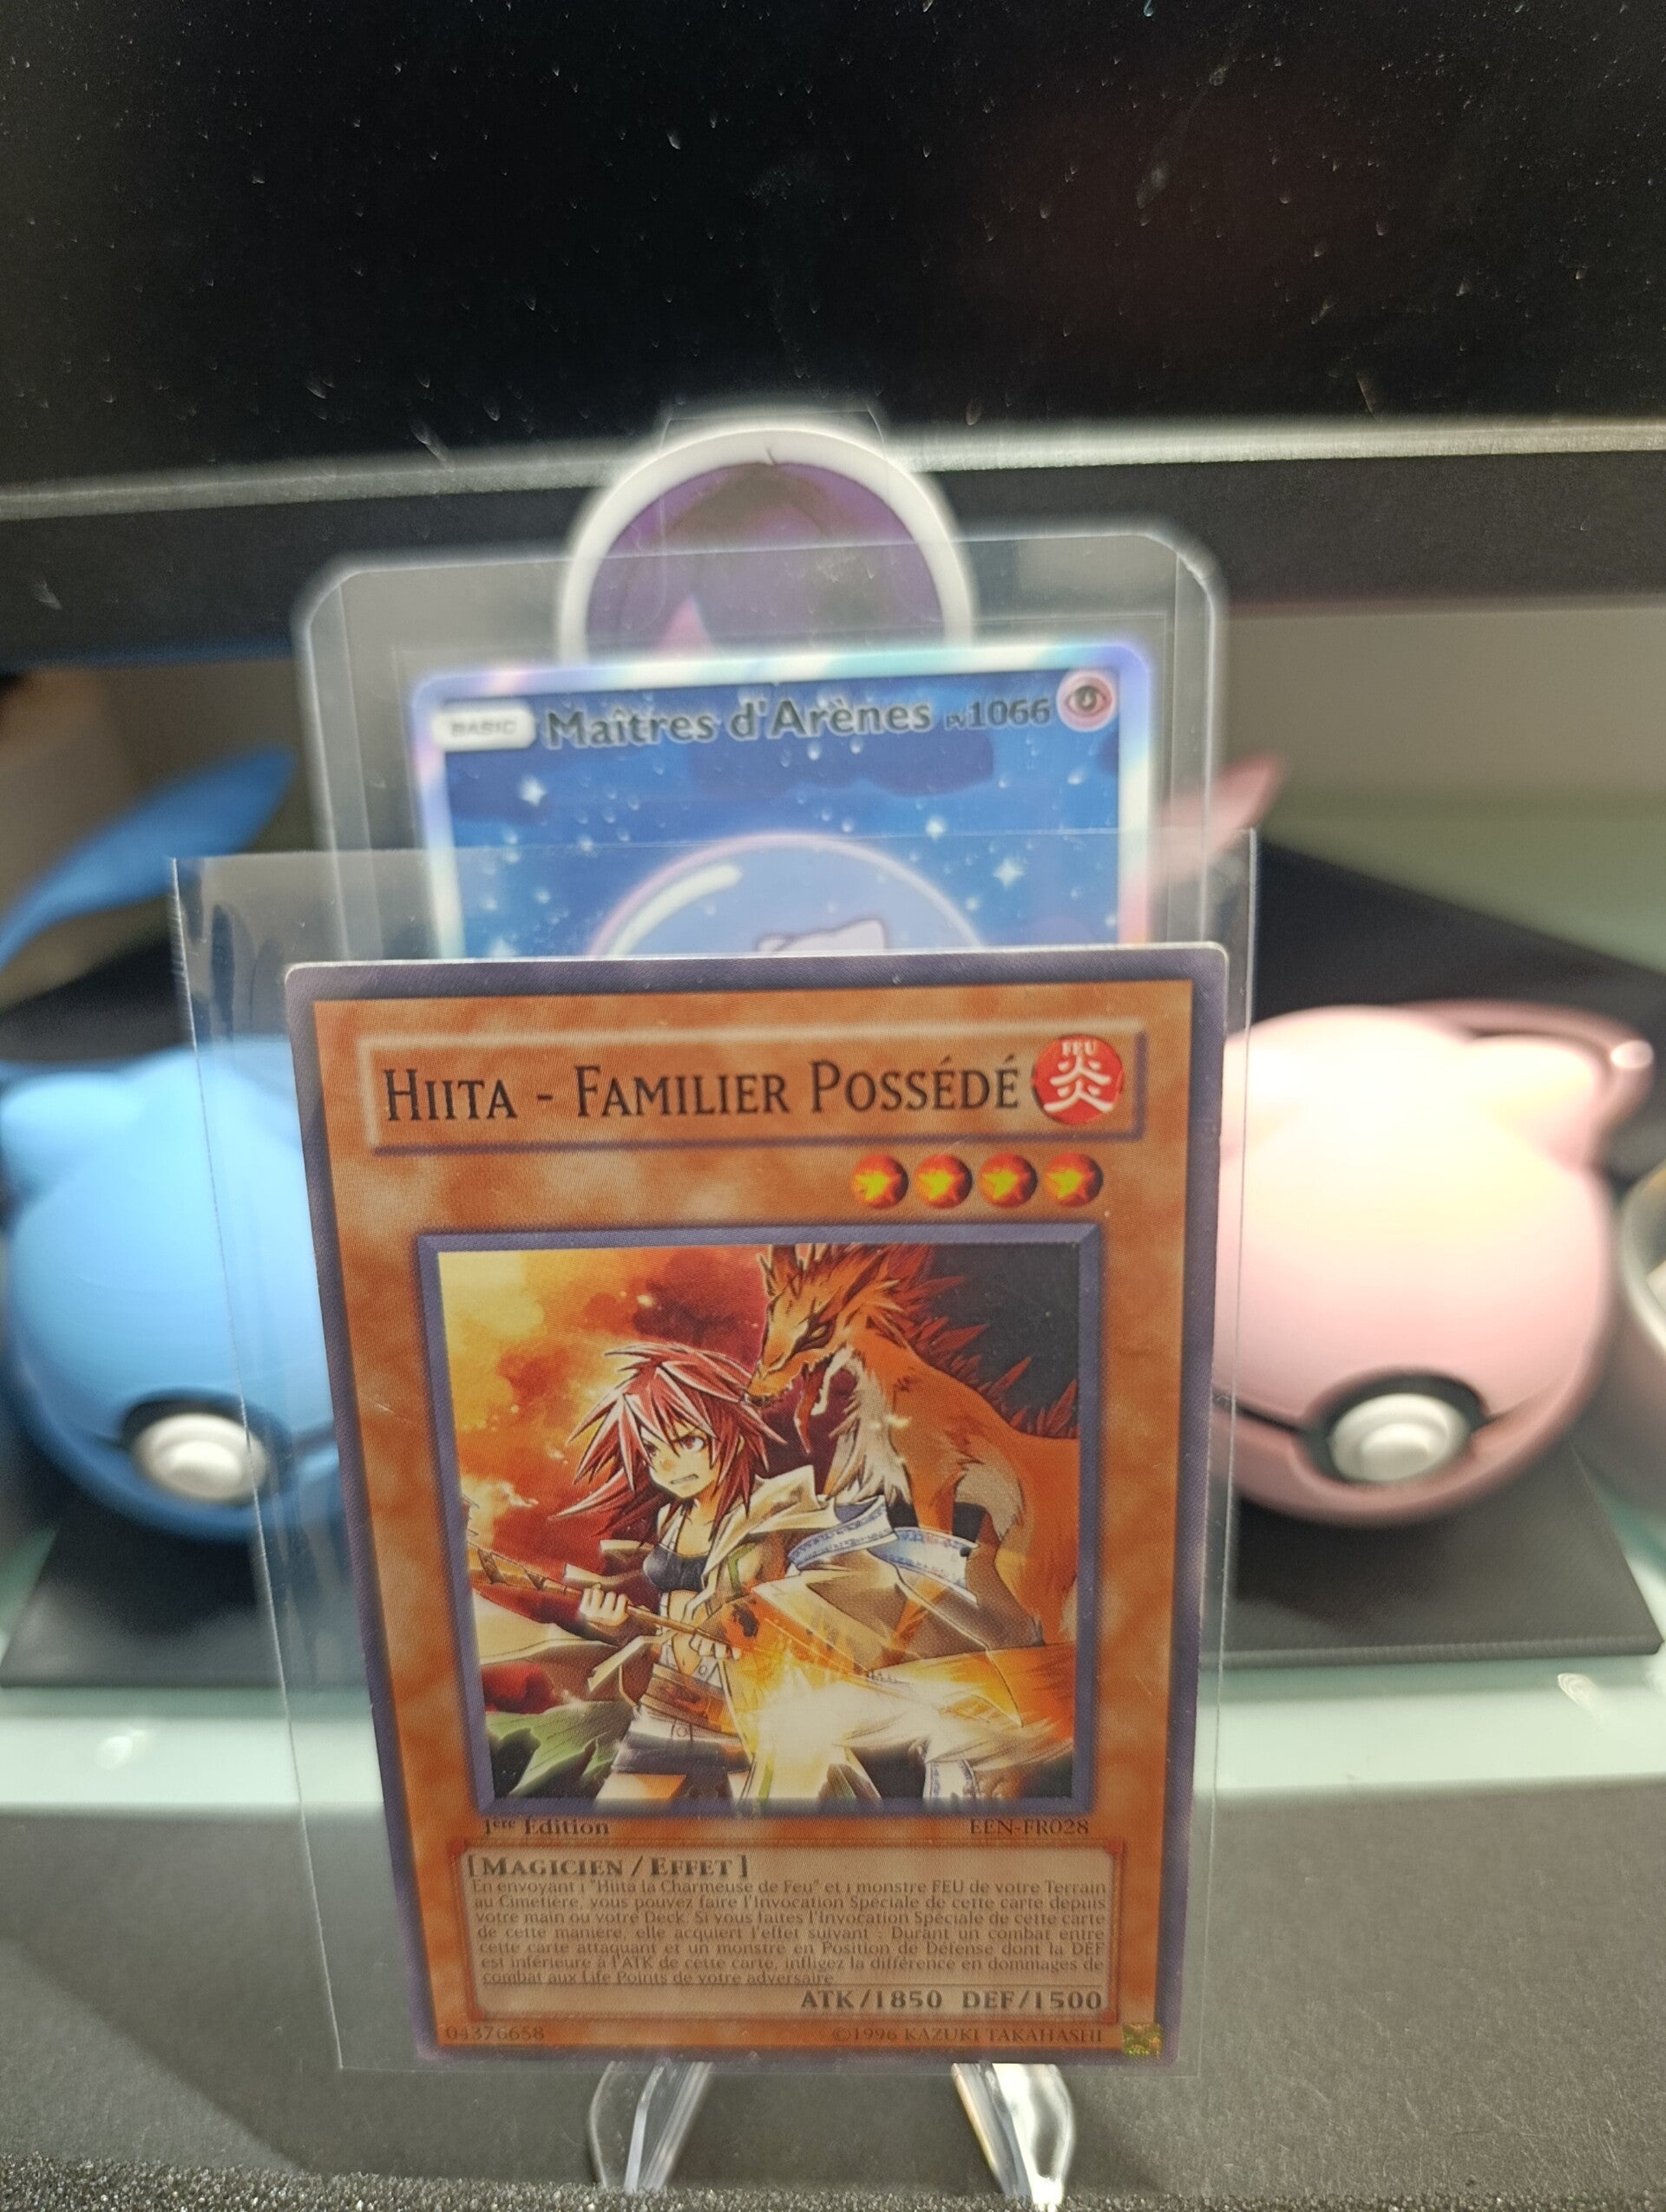 BASIC Maîtres d'Arènes PV1066
Hiita - Familier Possédé
FEU
炎
1ère Édition EEN-FR028
[Magicien / Effet]
En envoyant 1 "Hiita la Charmeuse de Feu" et 1 monstre FEU de votre Terrain
au Cimetière, vous pouvez faire l'Invocation Spéciale de cette carte depuis
votre main ou votre Deck. Si vous faites l'Invocation Spéciale de cette carte
de cette manière, elle acquiert l'effet suivant : Durant un combat entre
cette carte attaquant et un monstre en Position de Défense dont la DEF
est inférieure à l'ATK de cette carte, infligez la différence en dommages de
combat aux Life Points de votre adversaire.
ATK/1850 DEF/1500
04376658 ©1996 KAZUKI TAKAHASHI